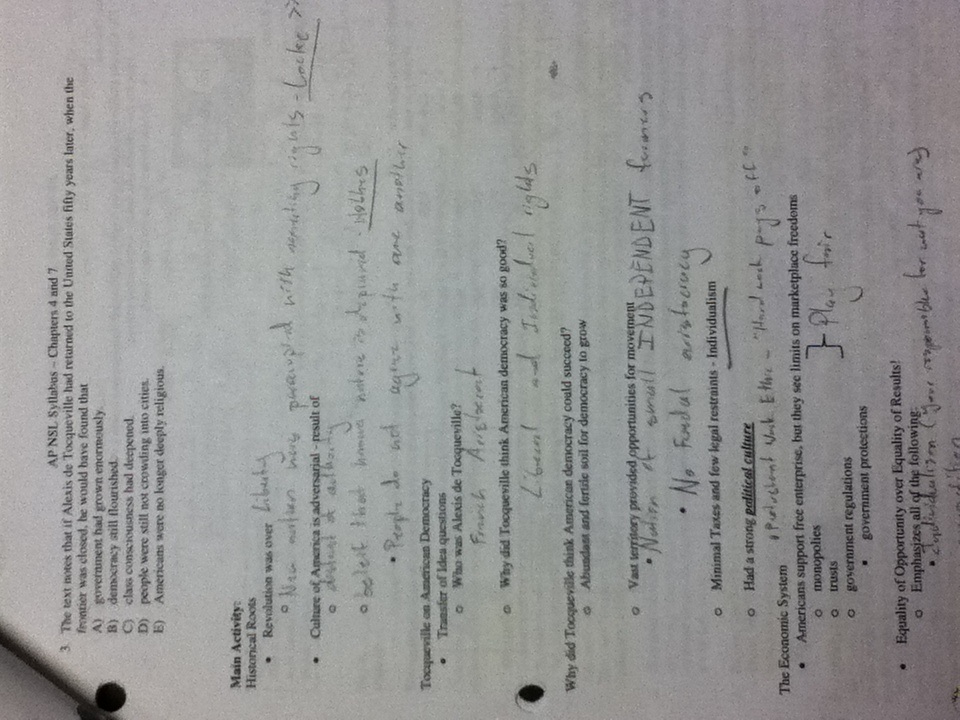 AP NSL Syllabus - Chapters 4 and 7
3. The text notes that if Alexis de Tocqueville had returned to the United States fifty years later, when the
frontier was closed, he would have found that
A) government had grown enormously.
B) democracy still flourished.
C) class consciousness had deepened.
D) people were still not crowding into cities.
E) Americans were no longer deeply religious.
Main Activity:
Historical Roots
• Revolution was over Liberty
○ New nation was with rights - Locke >>
• Culture of America is adversarial - result of
○ distrust of authority
○ belief that human nature is depraved - Hobbes
▪ People do not agree with one another
Tocqueville on American Democracy
• Transfer of Idea questions
○ Who was Alexis de Tocqueville?
French Aristocrat
○ Why did Tocqueville think American democracy was so good?
Liberal and Individual rights
Why did Tocqueville think American democracy could succeed?
○ Abundant and fertile soil for democracy to grow
○ Vast territory provided opportunities for movement
▪ Nation of small INDEPENDENT farmers
• No Feudal aristocracy
○ Minimal Taxes and few legal restraints - Individualism
○ Had a strong political culture
• Protestant Work Ethic - "Hard work pays off"
The Economic System
• Americans support free enterprise, but they see limits on marketplace freedoms
○ monopolies
○ trusts } Play fair
○ government regulations
▪ government protections
• Equality of Opportunity over Equality of Results!
○ Emphasizes all of the following:
▪ Individualism (your responsible for what you are)